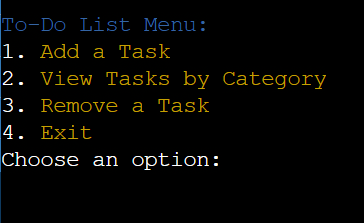 To-Do List Menu:
1. Add a Task
2. View Tasks by Category
3. Remove a Task
4. Exit
Choose an option: